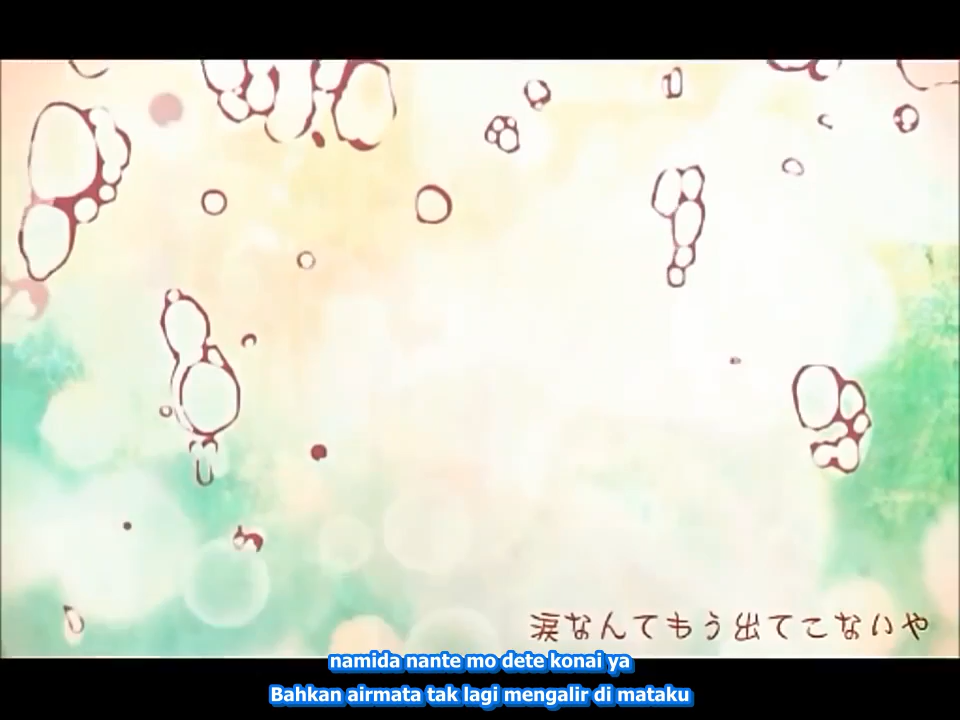 涙なんてもう出てこないや
namida nante mo dete konai ya
Bahkan airmata tak lagi mengalir di mataku